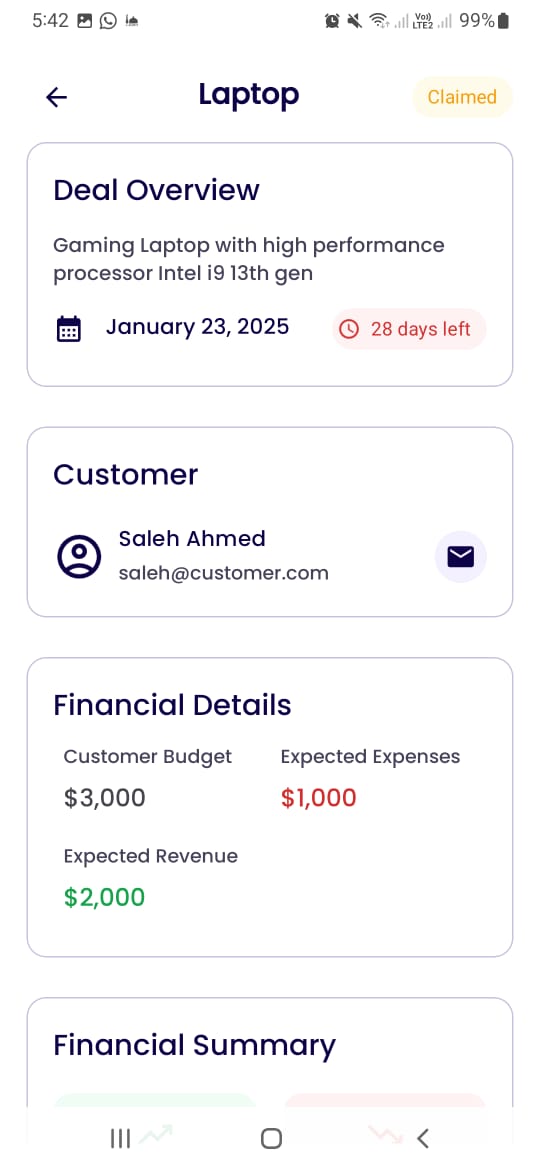 5:42 Vo)) LTE2 99%
Laptop Claimed
Deal Overview
Gaming Laptop with high performance
processor Intel i9 13th gen
January 23, 2025 28 days left
Customer
Saleh Ahmed
saleh@customer.com
Financial Details
Customer Budget Expected Expenses
$3,000 $1,000
Expected Revenue
$2,000
Financial Summary